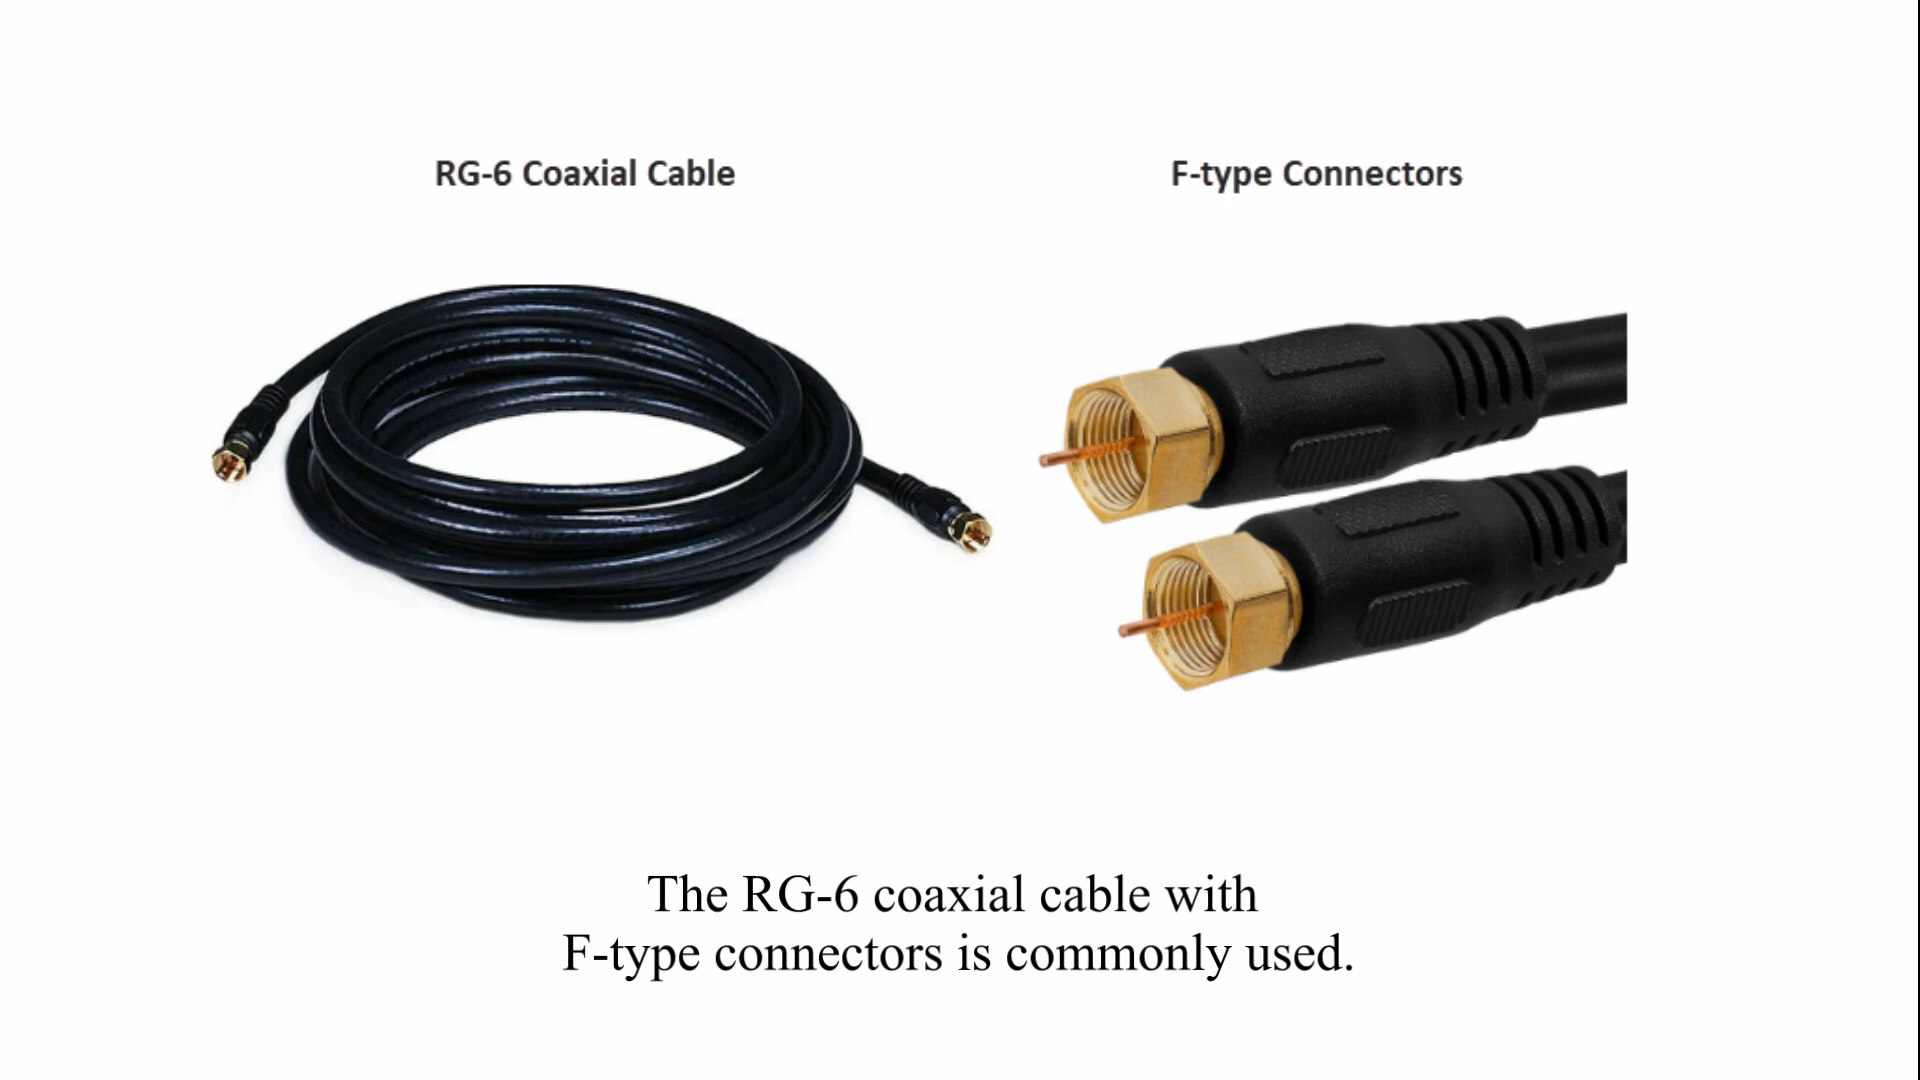 RG-6 Coaxial Cable
F-type Connectors
The RG-6 coaxial cable with
F-type connectors is commonly used.